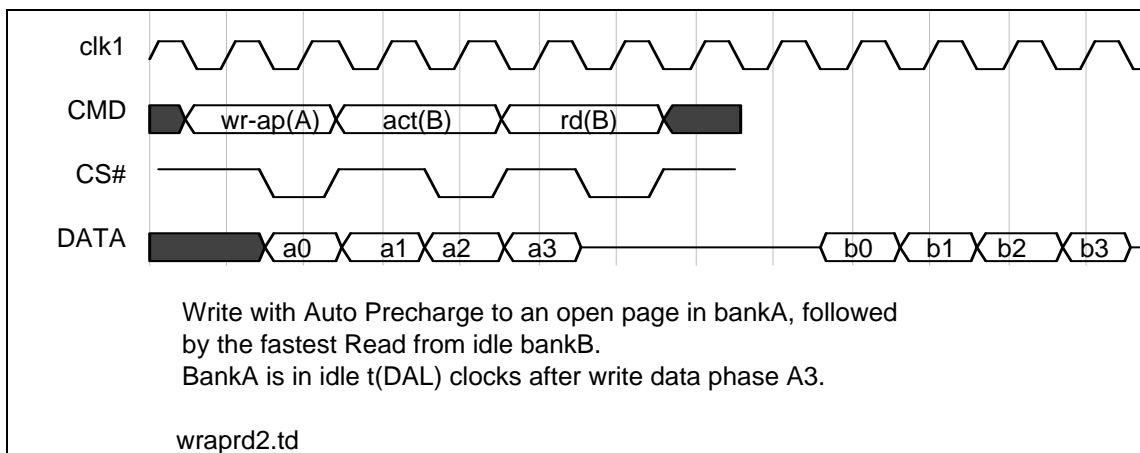 clk1
CMD wr-ap(A) act(B) rd(B)
CS#
DATA a0 a1 a2 a3 b0 b1 b2 b3
Write with Auto Precharge to an open page in bankA, followed
by the fastest Read from idle bankB.
BankA is in idle t(DAL) clocks after write data phase A3.
wraprd2.td